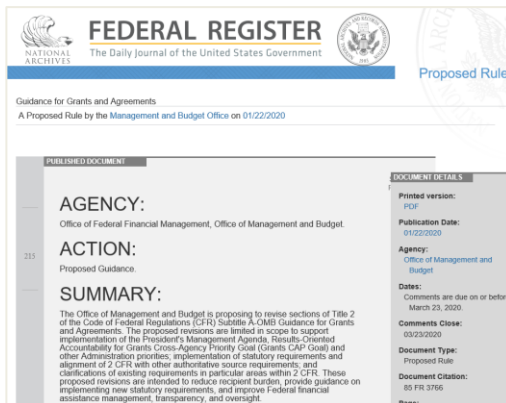 FEDERAL REGISTER
The Daily Journal of the United States Government
NATIONAL
ARCHIVES
Proposed Rule
Guidance for Grants and Agreements
A Proposed Rule by the Management and Budget Office on 01/22/2020
PUBLISHED DOCUMENT
AGENCY:
Office of Federal Financial Management, Office of Management and Budget.
ACTION:
215
Proposed Guidance.
SUMMARY:
The Office of Management and Budget is proposing to revise sections of Title 2
of the Code of Federal Regulations (CFR) Subtitle A-OMB Guidance for Grants
and Agreements. The proposed revisions are limited in scope to support
implementation of the President's Management Agenda, Results-Oriented
Accountability for Grants Cross-Agency Priority Goal (Grants CAP Goal) and
other Administration priorities; implementation of statutory requirements and
alignment of 2 CFR with other authoritative source requirements; and
clarifications of existing requirements in particular areas within 2 CFR. These
proposed revisions are intended to reduce recipient burden, provide guidance on
implementing new statutory requirements, and improve Federal financial
assistance management, transparency, and oversight.
DOCUMENT DETAILS
Printed version:
PDF
Publication Date:
01/22/2020
Agency:
Office of Management and
Budget
Dates:
Comments are due on or befor
March 23, 2020.
Comments Close:
03/23/2020
Document Type:
Proposed Rule
Document Citation:
85 FR 3766